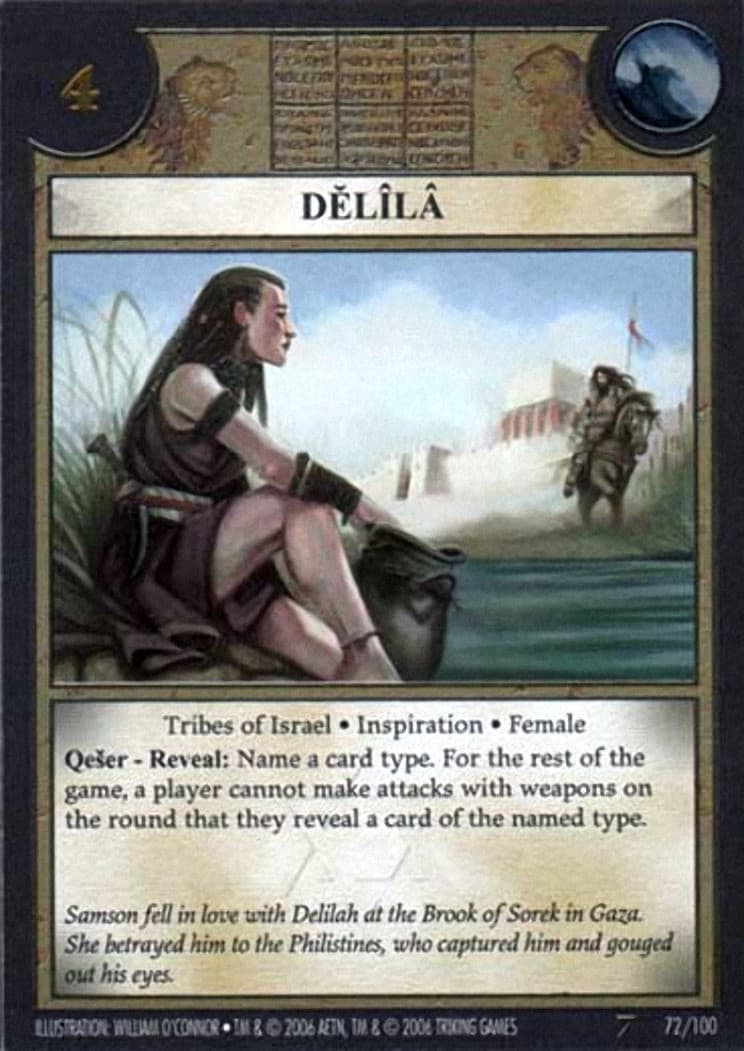 4
DĚLÎLÂ
Tribes of Israel • Inspiration • Female
Qešer - Reveal: Name a card type. For the rest of the
game, a player cannot make attacks with weapons on
the round that they reveal a card of the named type.
Samson fell in love with Delilah at the Brook of Sorek in Gaza.
She betrayed him to the Philistines, who captured him and gouged
out his eyes.
ILLUSTRATION: WILLIAM O'CONNOR • TM & © 2006 AETN, TM & © 2006 TRIKING GAMES 7 72/100